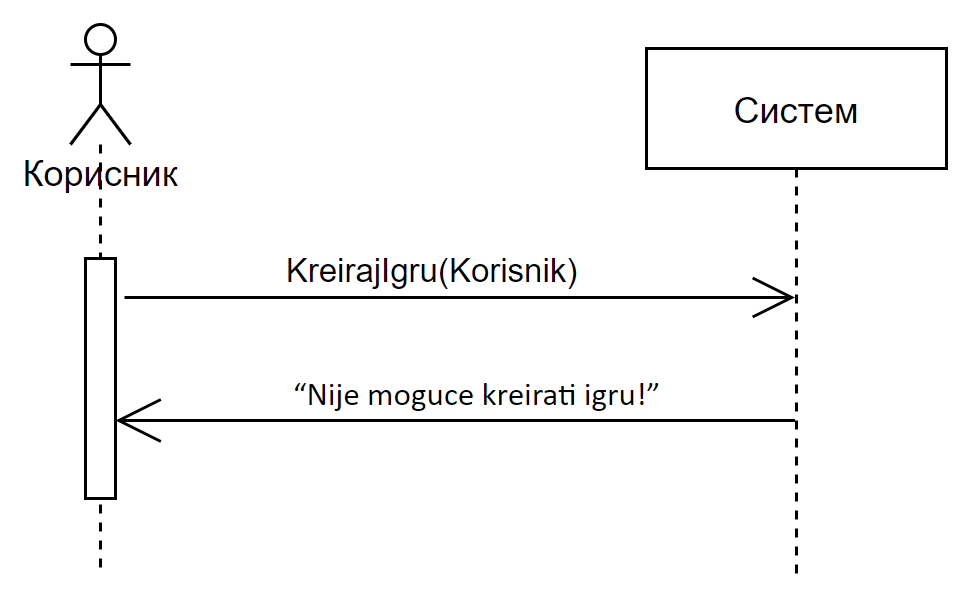 Корисник
Систем
KreirajIgru(Korisnik)
“Nije moguce kreirati igru!”